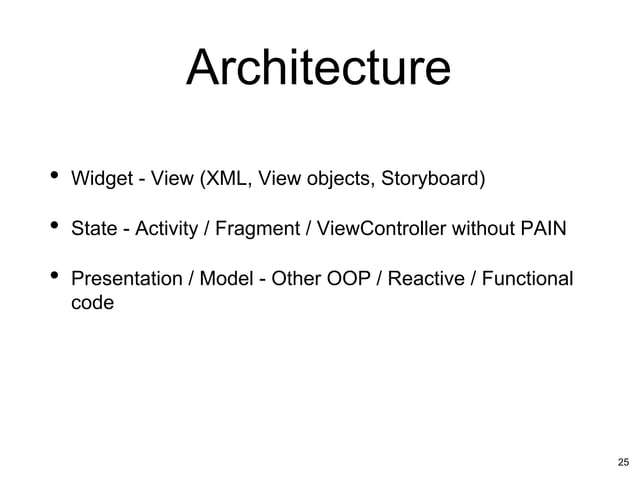 Architecture
• Widget - View (XML, View objects, Storyboard)
• State - Activity / Fragment / ViewController without PAIN
• Presentation / Model - Other OOP / Reactive / Functional
code
25